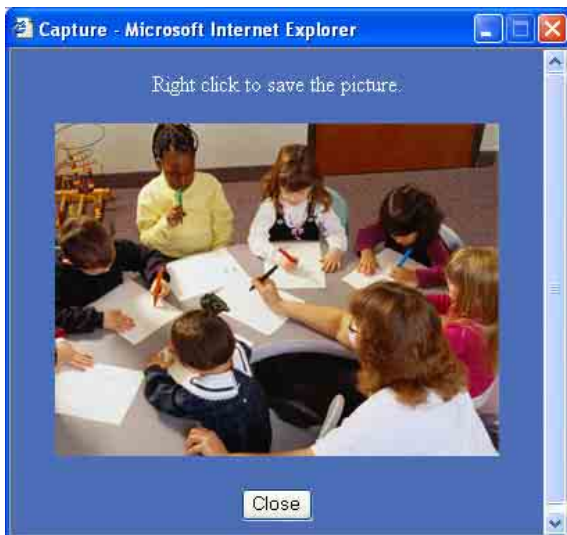 Capture - Microsoft Internet Explorer
Right click to save the picture.
Close